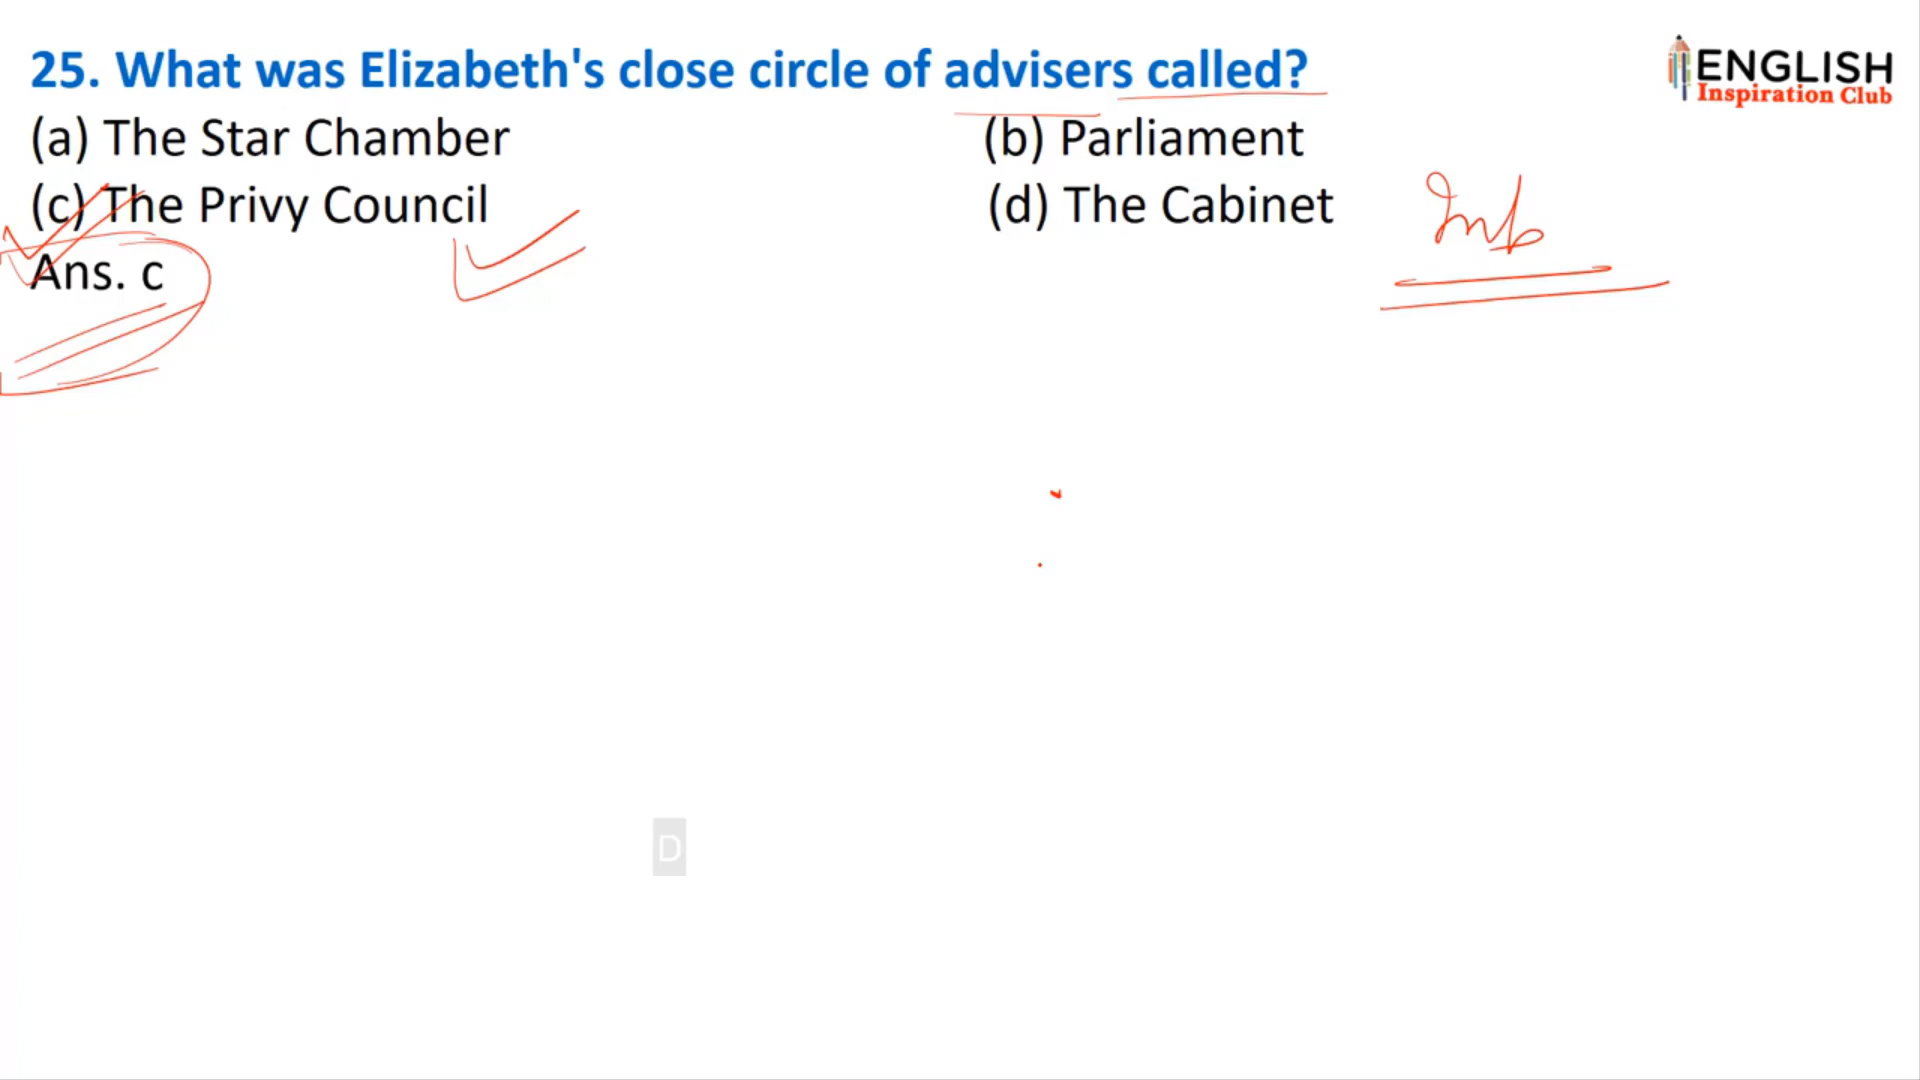 25. What was Elizabeth's close circle of advisers called?
ENGLISH
Inspiration Club
(a) The Star Chamber (b) Parliament
(c) The Privy Council (d) The Cabinet
Ans. c
D